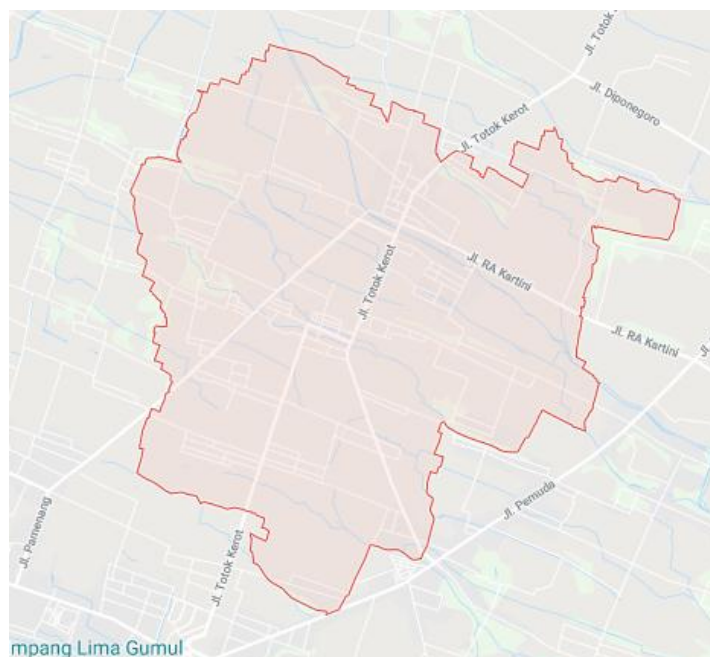 Jl. Totok
Jl. Diponegoro
Jl. Totok Kerot
Jl. RA Kartini
Jl. Totok Kerot
Jl. RA Kartini
Jl. Pemuda
Jl. Pamenang
Jl. Totok Kerot
mpang Lima Gumul